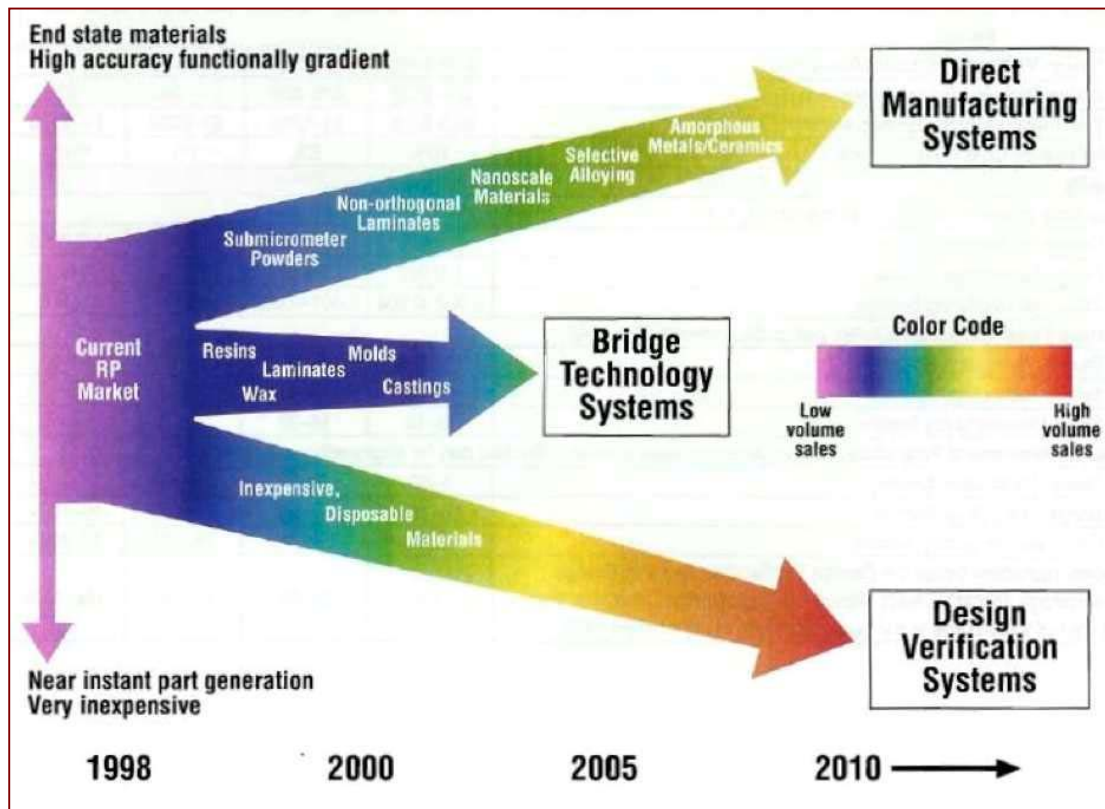 End state materials
High accuracy functionally gradient
Direct
Manufacturing
Systems
Amorphous
Metals/Ceramics
Selective
Alloying
Nanoscale
Materials
Non-orthogonal
Laminates
Submicrometer
Powders
Current
RP
Market
Resins
Laminates
Wax
Molds
Castings
Bridge
Technology
Systems
Color Code
Low
volume
sales
High
volume
sales
Inexpensive,
Disposable
Materials
Design
Verification
Systems
Near instant part generation
Very inexpensive
1998
2000
2005
2010